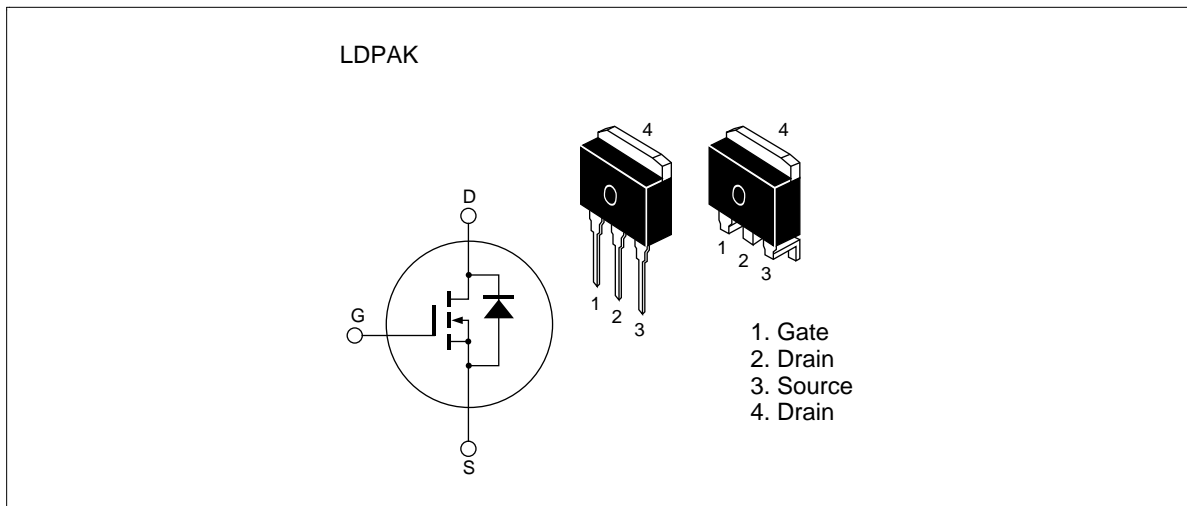 LDPAK
4
4
D
G
S
1
2
3
1
2
3
1. Gate
2. Drain
3. Source
4. Drain